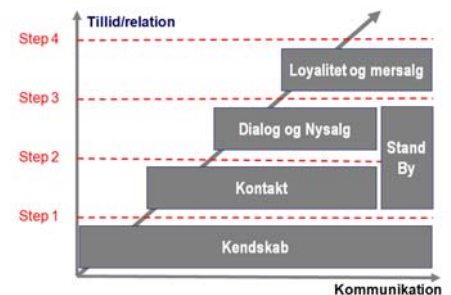 Tillid/relation
Step 4
Loyalitet og mersalg
Step 3
Dialog og Nysalg
Stand
By
Step 2
Kontakt
Step 1
Kendskab
Kommunikation